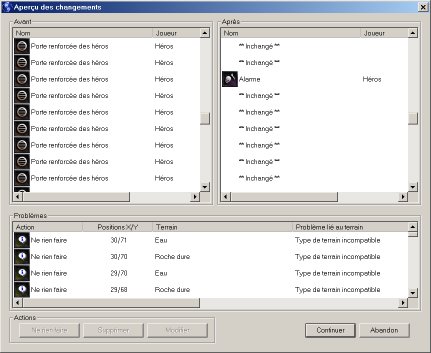 Aperçu des changements
Avant
Après
Nom Joueur
Nom Joueur
Porte renforcée des héros Héros
** Inchangé **
Porte renforcée des héros Héros
** Inchangé **
Porte renforcée des héros Héros
Alarme Héros
Porte renforcée des héros Héros
** Inchangé **
Porte renforcée des héros Héros
** Inchangé **
Porte renforcée des héros Héros
** Inchangé **
Porte renforcée des héros Héros
** Inchangé **
Porte renforcée des héros Héros
** Inchangé **
Porte renforcée des héros Héros
** Inchangé **
Problèmes
Action Positions X/Y Terrain Problème lié au terrain
Ne rien faire 30/71 Eau Type de terrain incompatible
Ne rien faire 30/70 Roche dure Type de terrain incompatible
Ne rien faire 29/70 Eau Type de terrain incompatible
Ne rien faire 29/68 Roche dure Type de terrain incompatible
Actions
Ne rien faire Supprimer Modifier Continuer Abandon